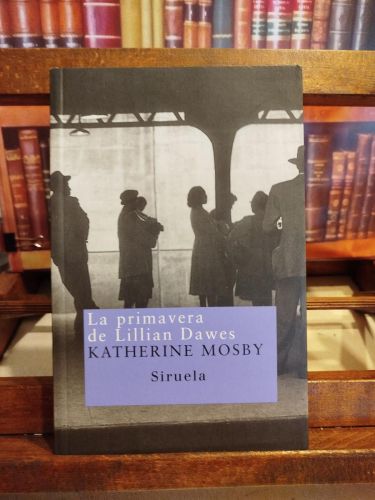 La primavera
de Lillian Dawes
KATHERINE MOSBY
Siruela